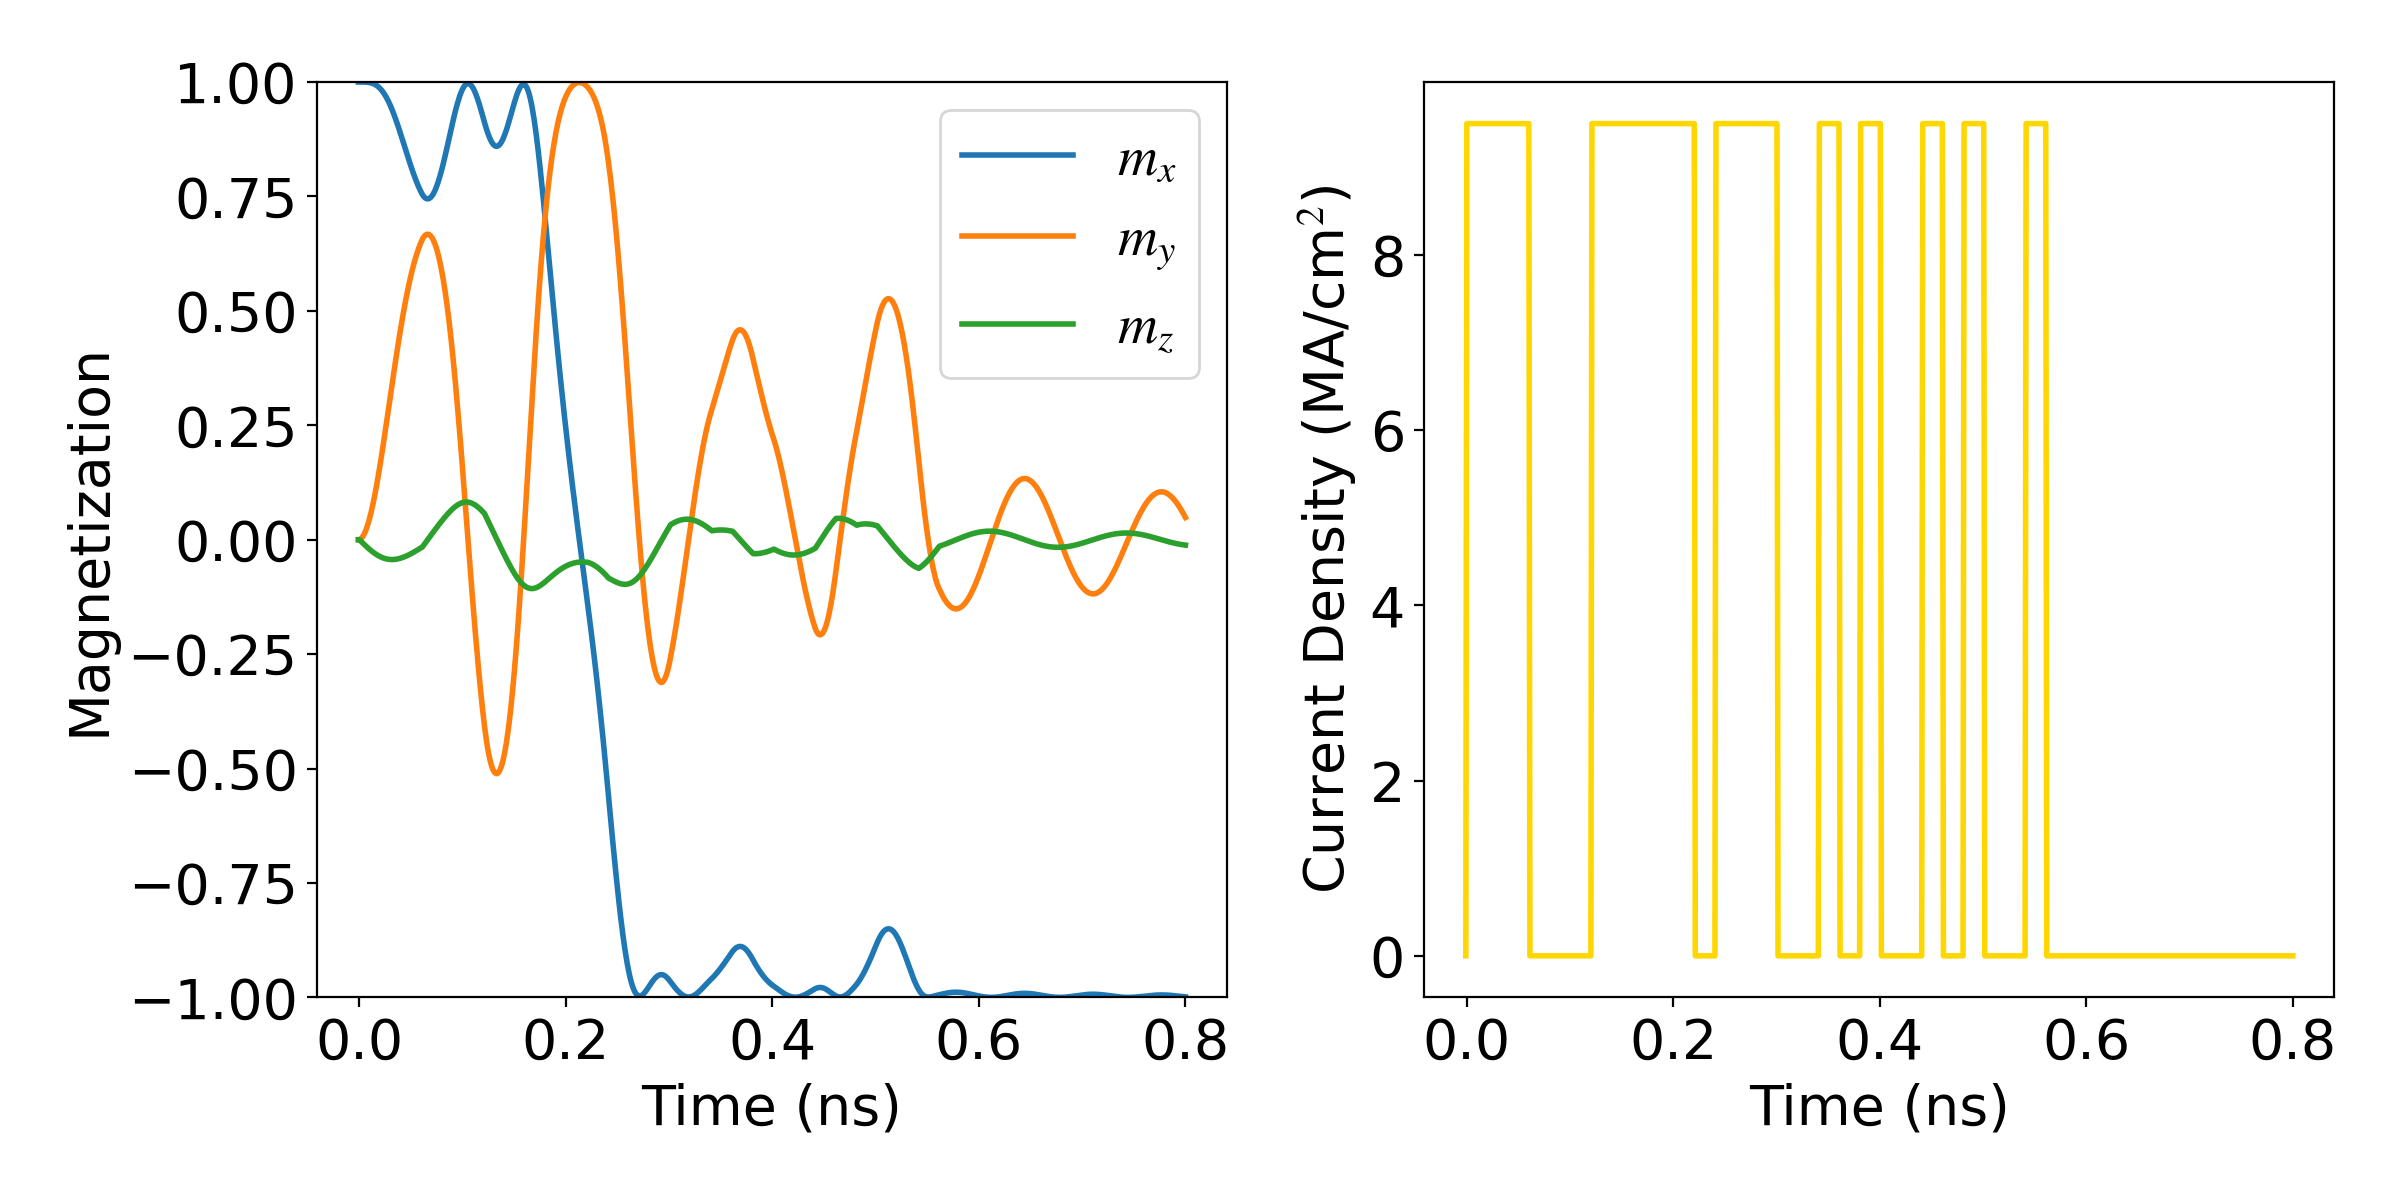 1.00
0.75
0.50
0.25
0.00
−0.25
−0.50
−0.75
−1.00
Magnetization
0.0 0.2 0.4 0.6 0.8
Time (ns)
mₓ
m_y
m_z
8
6
4
2
0
Current Density (MA/cm²)
0.0 0.2 0.4 0.6 0.8
Time (ns)